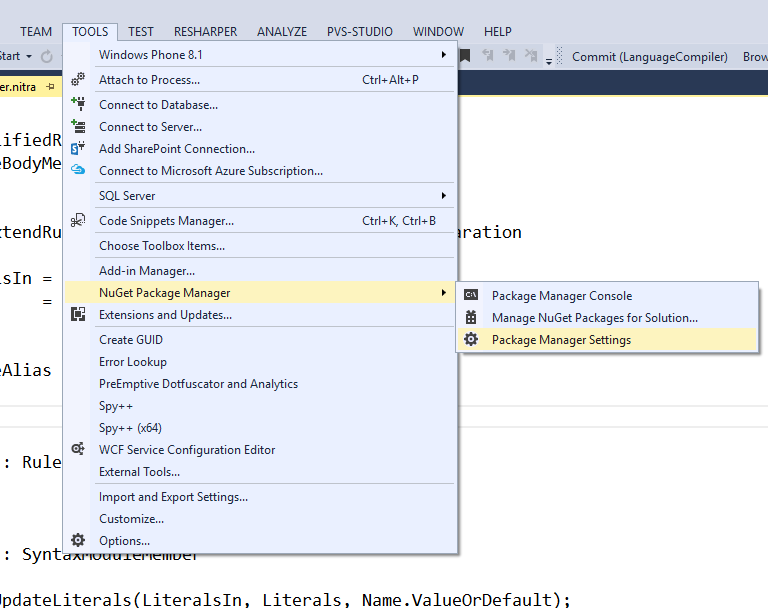 TEAM TOOLS TEST RESHARPER ANALYZE PVS-STUDIO WINDOW HELP
Start Commit (LanguageCompiler) Brow
er.nitra
Windows Phone 8.1
Attach to Process... Ctrl+Alt+P
Connect to Database...
Connect to Server...
Add SharePoint Connection...
Connect to Microsoft Azure Subscription...
SQL Server
Code Snippets Manager... Ctrl+K, Ctrl+B
Choose Toolbox Items...
Add-in Manager...
NuGet Package Manager
Extensions and Updates...
Create GUID
Error Lookup
PreEmptive Dotfuscator and Analytics
Spy++
Spy++ (x64)
WCF Service Configuration Editor
External Tools...
Import and Export Settings...
Customize...
Options...
Package Manager Console
Manage NuGet Packages for Solution...
Package Manager Settings
ifiedR
eBodyMe
xtendRu aration
sIn =
=
eAlias
: Rule
: SyntaxModuleMember
UpdateLiterals(LiteralsIn, Literals, Name.ValueOrDefault);